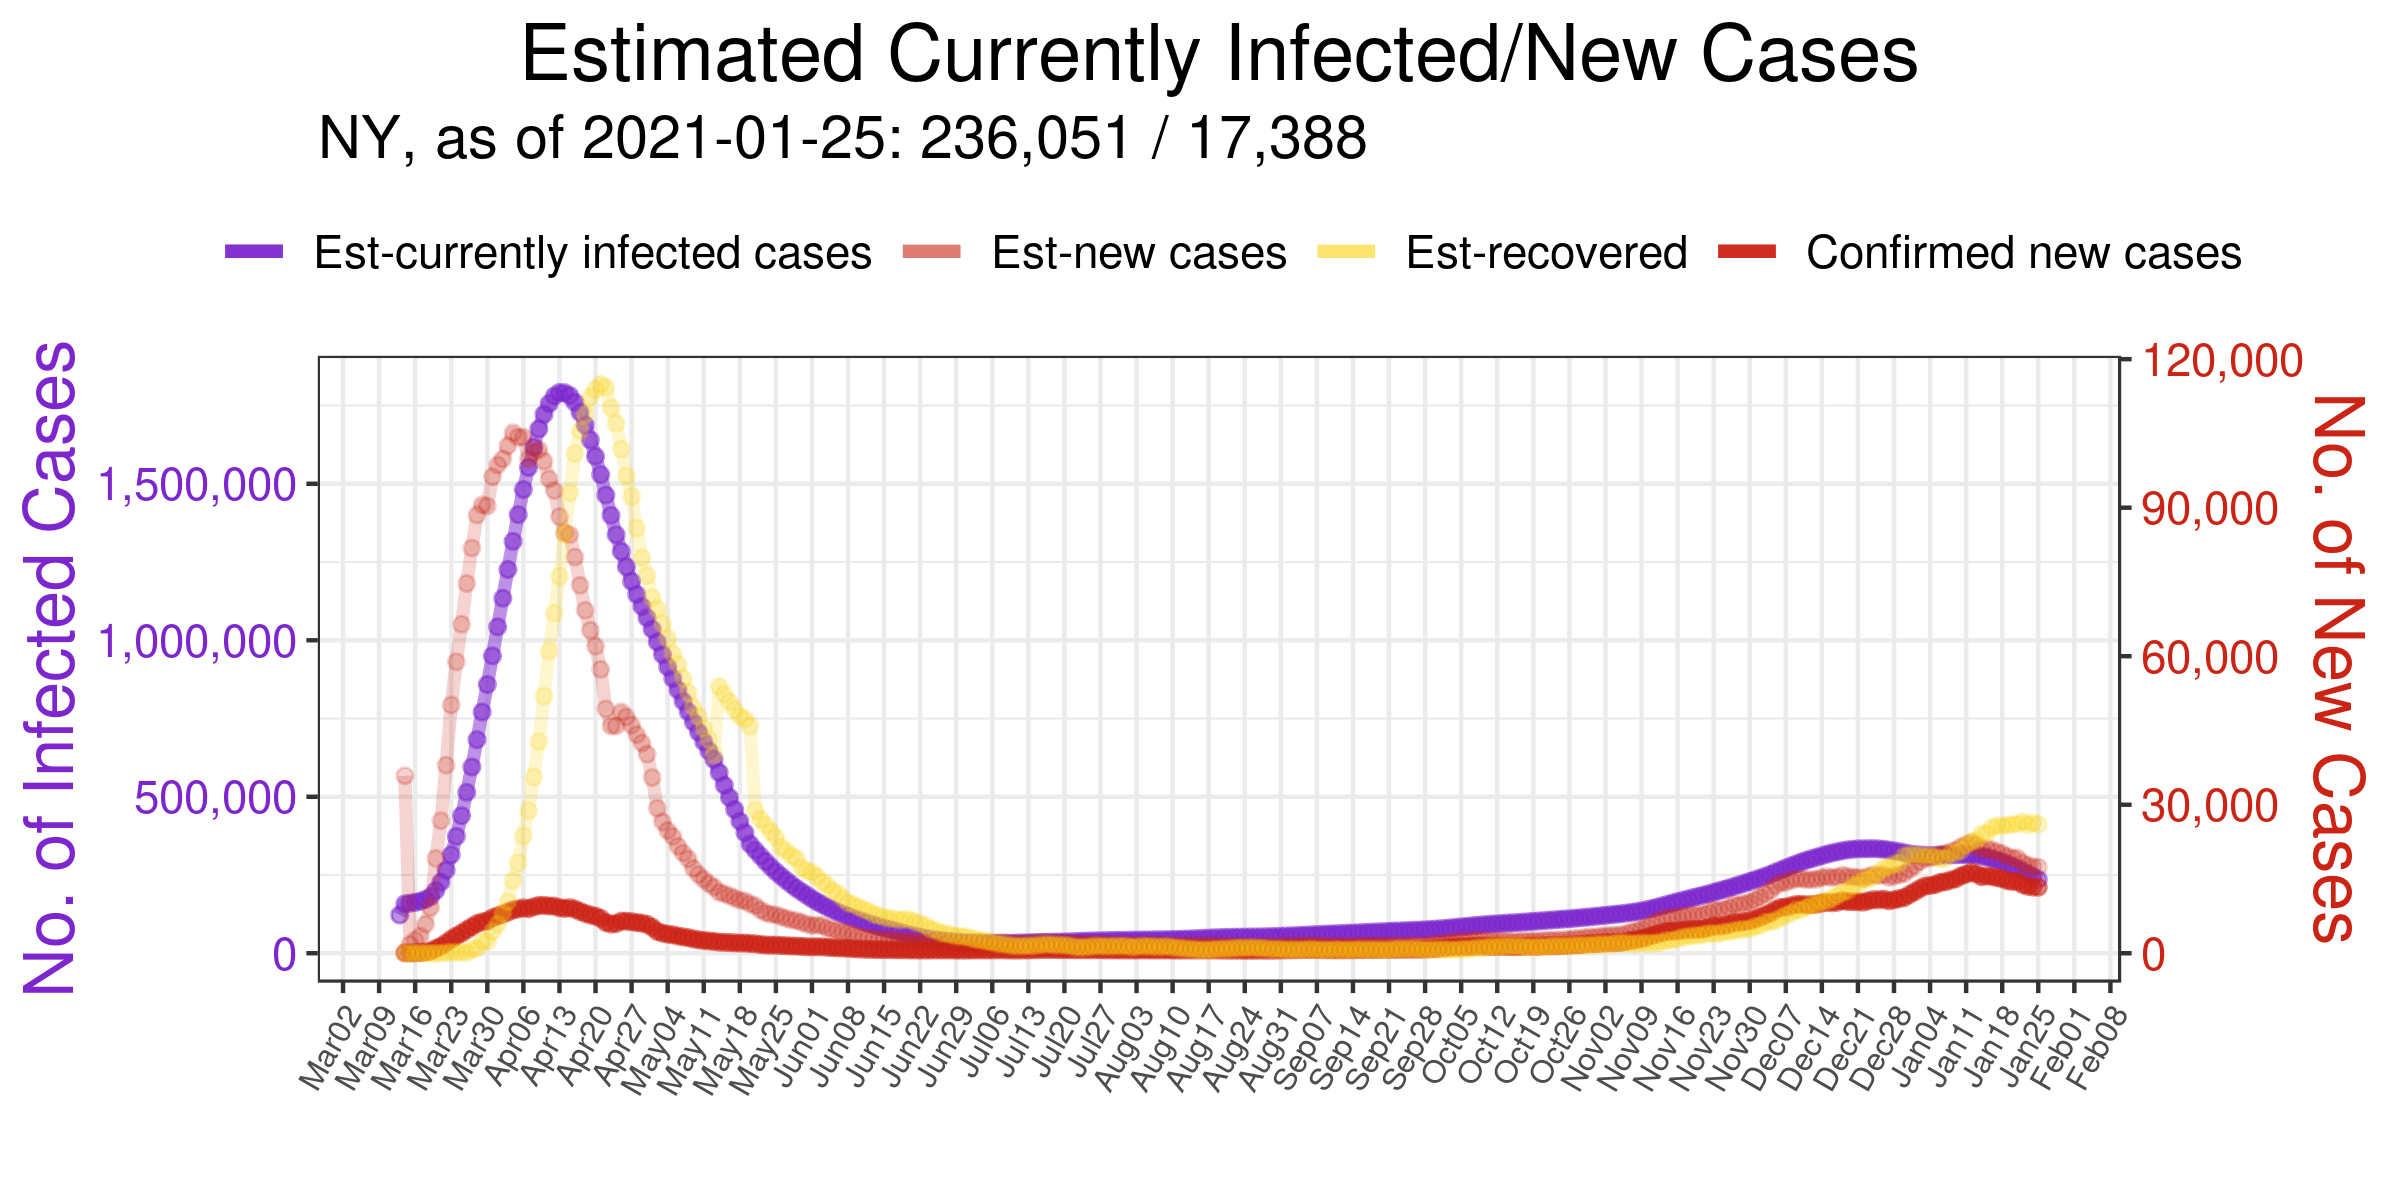 Estimated Currently Infected/New Cases
NY, as of 2021-01-25: 236,051 / 17,388
Est-currently infected cases Est-new cases Est-recovered Confirmed new cases
No. of Infected Cases
1,500,000
1,000,000
500,000
0
120,000
90,000
60,000
30,000
0
No. of New Cases
Mar02 Mar09 Mar16 Mar23 Mar30 Apr06 Apr13 Apr20 Apr27 May04 May11 May18 May25 Jun01 Jun08 Jun15 Jun22 Jun29 Jul06 Jul13 Jul20 Jul27 Aug03 Aug10 Aug17 Aug24 Aug31 Sep07 Sep14 Sep21 Sep28 Oct05 Oct12 Oct19 Oct26 Nov02 Nov09 Nov16 Nov23 Nov30 Dec07 Dec14 Dec21 Dec28 Jan04 Jan11 Jan18 Jan25 Feb01 Feb08